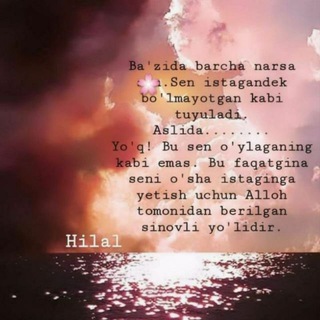 Ba'zida barcha narsa
.Sen istagandek
bo'lmayotgan kabi
tuyuladi.
Aslida........
Yo'q! Bu sen o'ylaganing
kabi emas. Bu faqatgina
seni o'sha istaginga
yetish uchun Alloh
tomonidan berilgan
sinovli yo'lidir.
Hilal